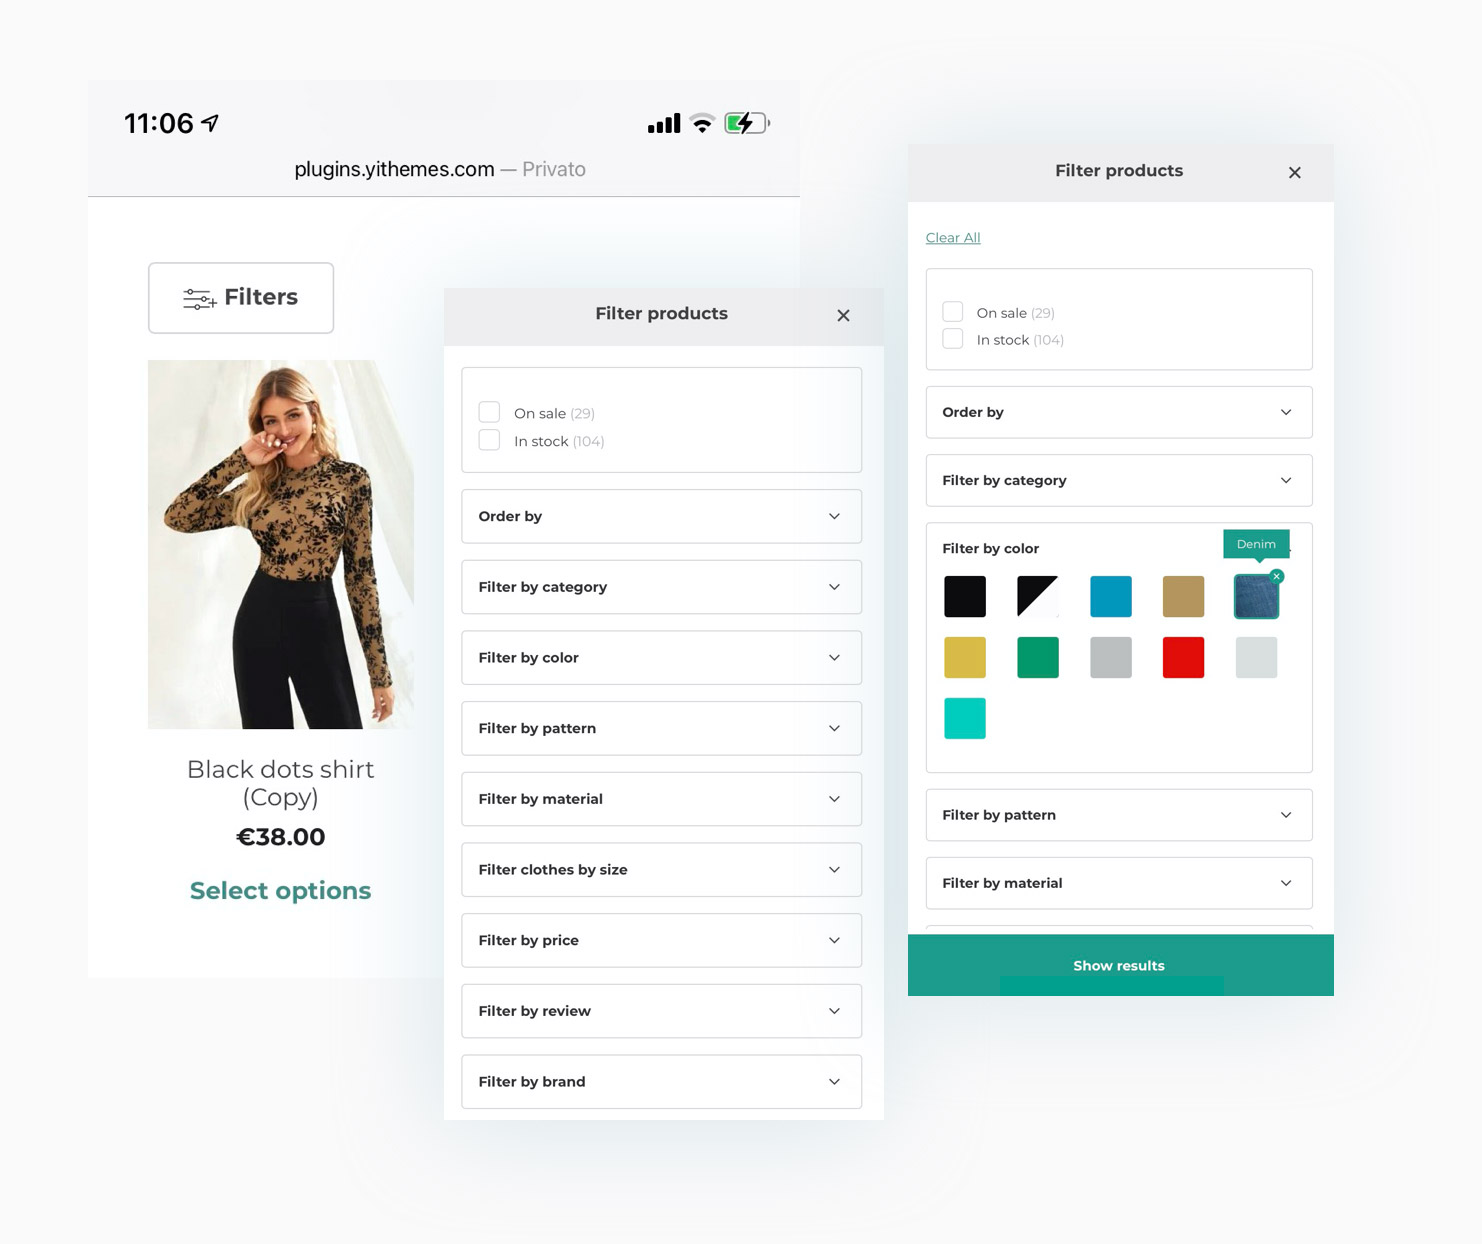 11:06
plugins.yithemes.com — Privato
Filters
Black dots shirt
(Copy)
€38.00
Select options
Filter products
On sale (29)
In stock (104)
Order by
Filter by category
Filter by color
Filter by pattern
Filter by material
Filter clothes by size
Filter by price
Filter by review
Filter by brand
Filter products
Clear All
On sale (29)
In stock (104)
Order by
Filter by category
Filter by color
Denim
Filter by pattern
Filter by material
Show results